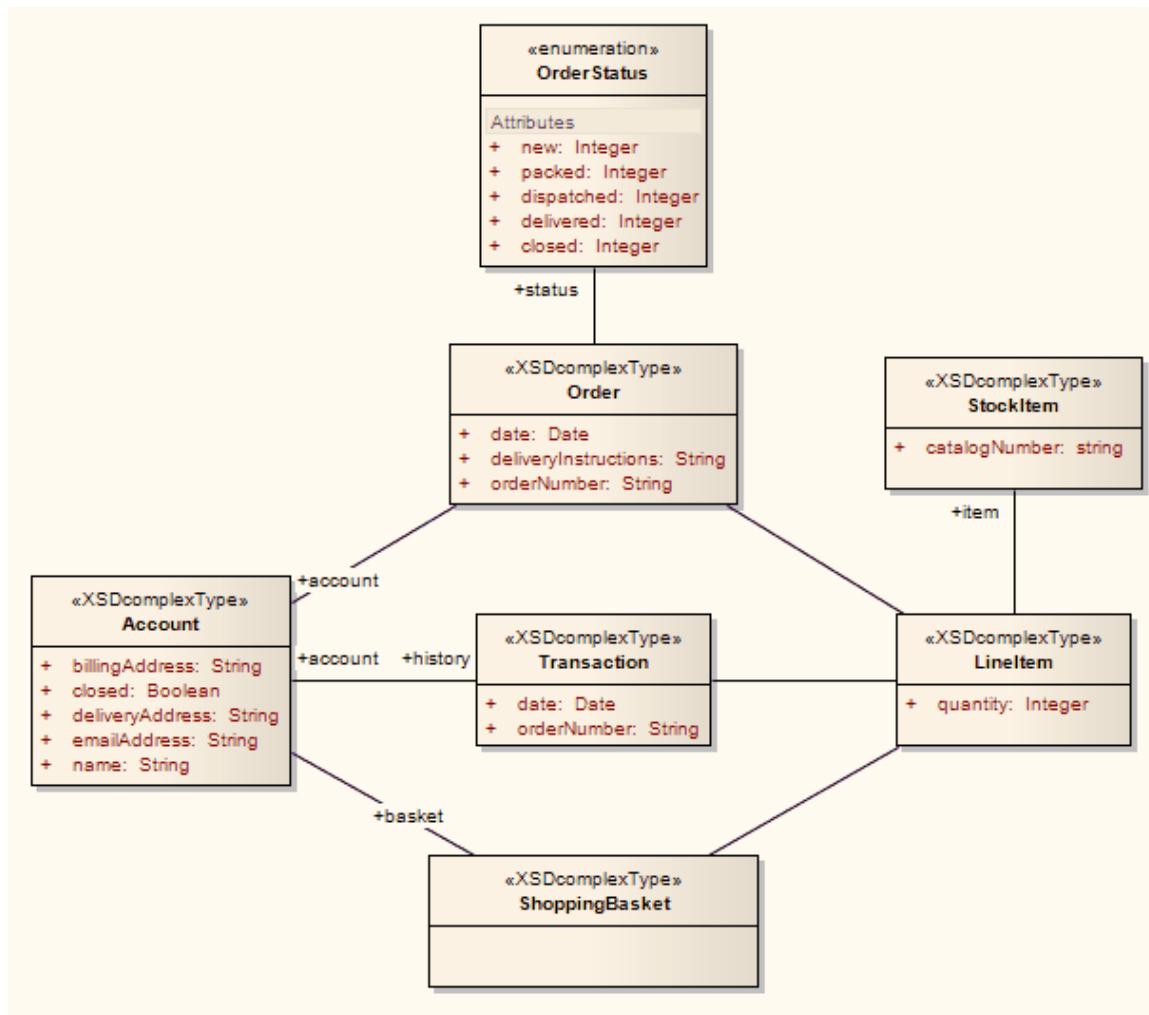 «enumeration»
OrderStatus
Attributes
+ new: Integer
+ packed: Integer
+ dispatched: Integer
+ delivered: Integer
+ closed: Integer
+status
«XSDcomplexType»
Order
+ date: Date
+ deliveryInstructions: String
+ orderNumber: String
«XSDcomplexType»
StockItem
+ catalogNumber: string
+item
+account
«XSDcomplexType»
Account
+ billingAddress: String
+ closed: Boolean
+ deliveryAddress: String
+ emailAddress: String
+ name: String
+account
+history
«XSDcomplexType»
Transaction
+ date: Date
+ orderNumber: String
«XSDcomplexType»
LineItem
+ quantity: Integer
+basket
«XSDcomplexType»
ShoppingBasket